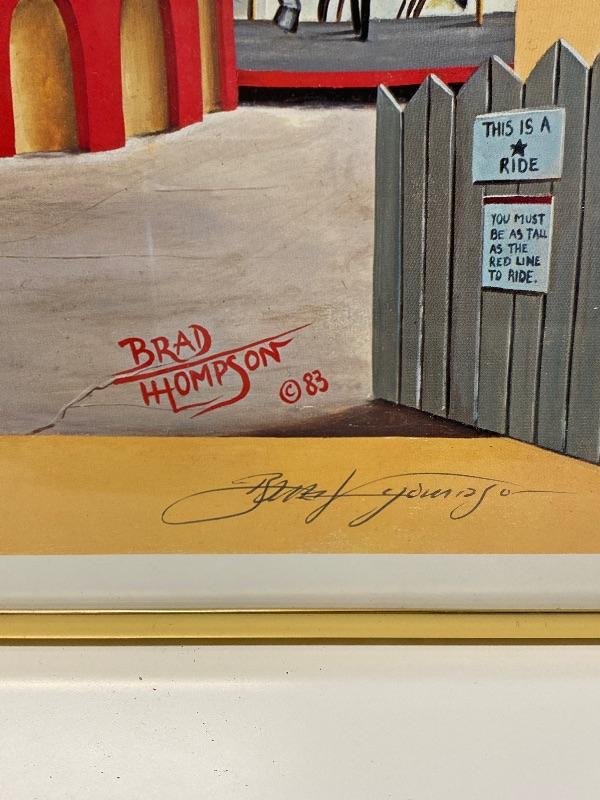 THIS IS A
★
RIDE
YOU MUST
BE AS TALL
AS THE
RED LINE
TO RIDE.
BRAD
THOMPSON
© 83